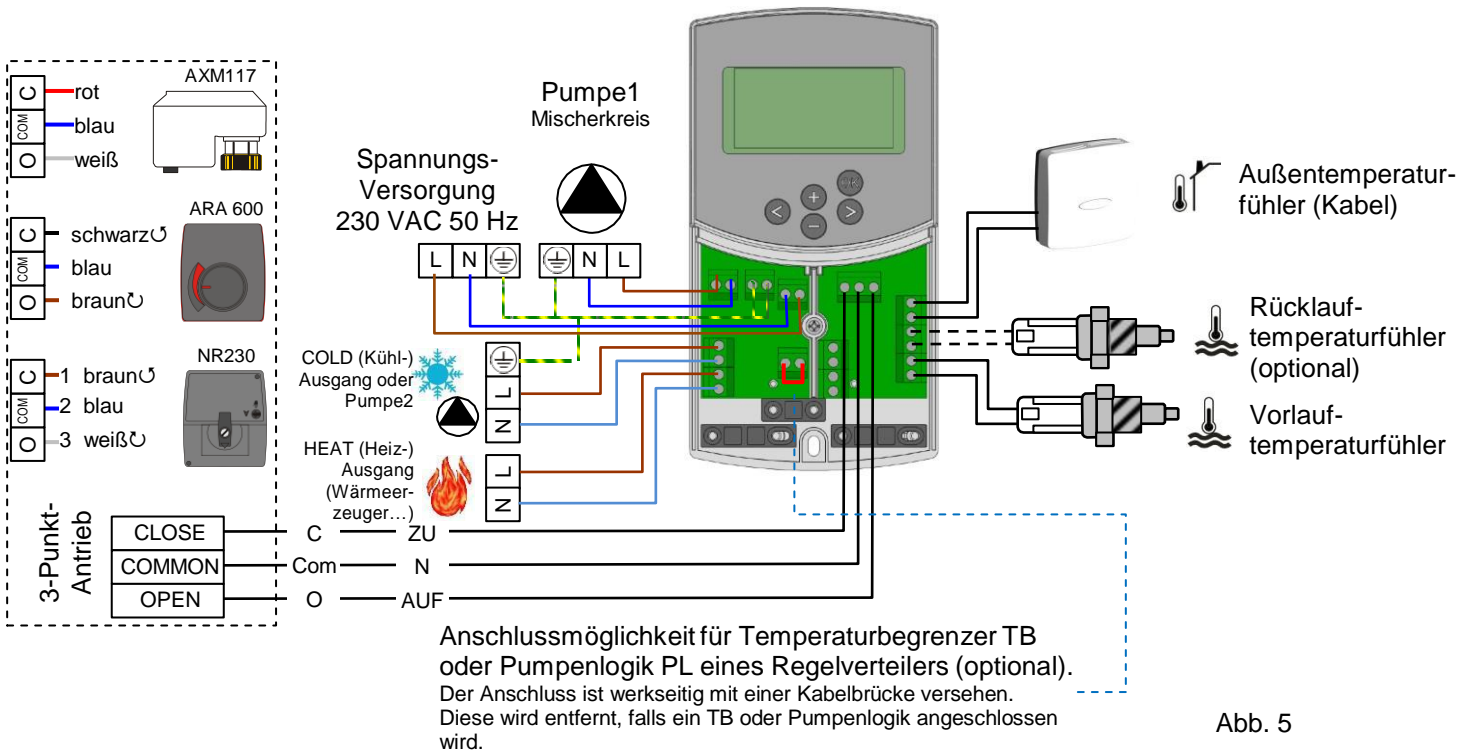 AXM117
C rot
COM blau
O weiß
ARA 600
C schwarz↺
COM blau
O braun↻
NR230
C 1 braun↺
COM 2 blau
O 3 weiß↻
3-Punkt-
Antrieb
CLOSE C ZU
COMMON Com N
OPEN O AUF
Spannungs-
Versorgung
230 VAC 50 Hz
L N
Pumpe1
Mischerkreis
N L
COLD (Kühl-)
Ausgang oder
Pumpe2
L
N
HEAT (Heiz-)
Ausgang
(Wärmeer-
zeuger…)
L
N
OK
< + >
−
Außentemperatur-
fühler (Kabel)
Rücklauf-
temperaturfühler
(optional)
Vorlauf-
temperaturfühler
Anschlussmöglichkeit für Temperaturbegrenzer TB
oder Pumpenlogik PL eines Regelverteilers (optional).
Der Anschluss ist werkseitig mit einer Kabelbrücke versehen.
Diese wird entfernt, falls ein TB oder Pumpenlogik angeschlossen
wird.
Abb. 5